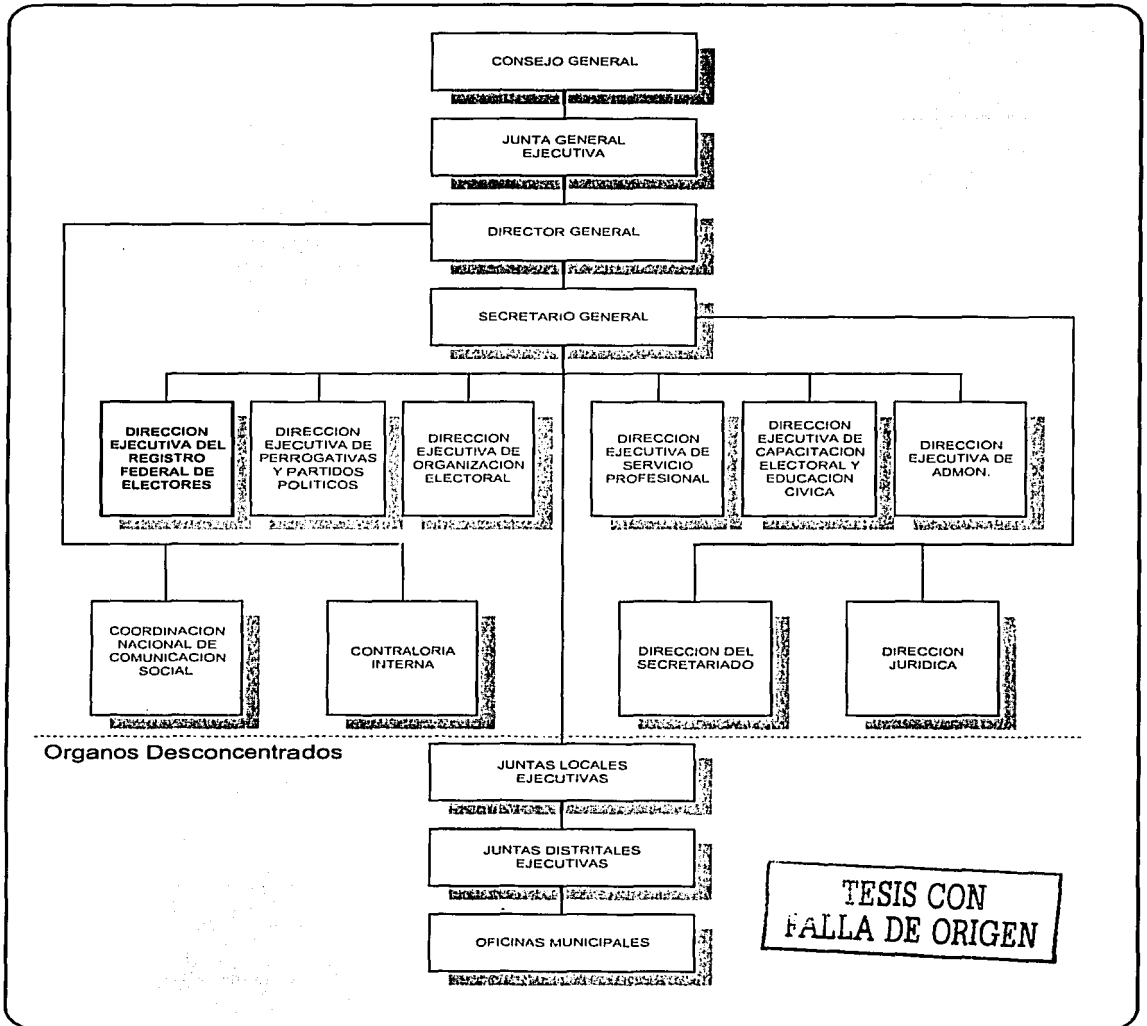 CONSEJO GENERAL
JUNTA GENERAL
EJECUTIVA
DIRECTOR GENERAL
SECRETARIO GENERAL
DIRECCION
EJECUTIVA DEL
REGISTRO
FEDERAL DE
ELECTORES
DIRECCION
EJECUTIVA DE
PERROGATIVAS
Y PARTIDOS
POLITICOS
DIRECCION
EJECUTIVA DE
ORGANIZACION
ELECTORAL
DIRECCION
EJECUTIVA DE
SERVICIO
PROFESIONAL
DIRECCION
EJECUTIVA DE
CAPACITACION
ELECTORAL Y
EDUCACION
CIVICA
DIRECCION
EJECUTIVA DE
ADMON.
COORDINACION
NACIONAL DE
COMUNICACION
SOCIAL
CONTRALORIA
INTERNA
DIRECCION DEL
SECRETARIADO
DIRECCION
JURIDICA
Organos Desconcentrados
JUNTAS LOCALES
EJECUTIVAS
JUNTAS DISTRITALES
EJECUTIVAS
OFICINAS MUNICIPALES
TESIS CON
FALLA DE ORIGEN